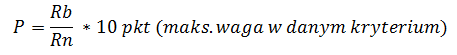 P = Rb/Rn * 10 pkt (maks. waga w danym kryterium)